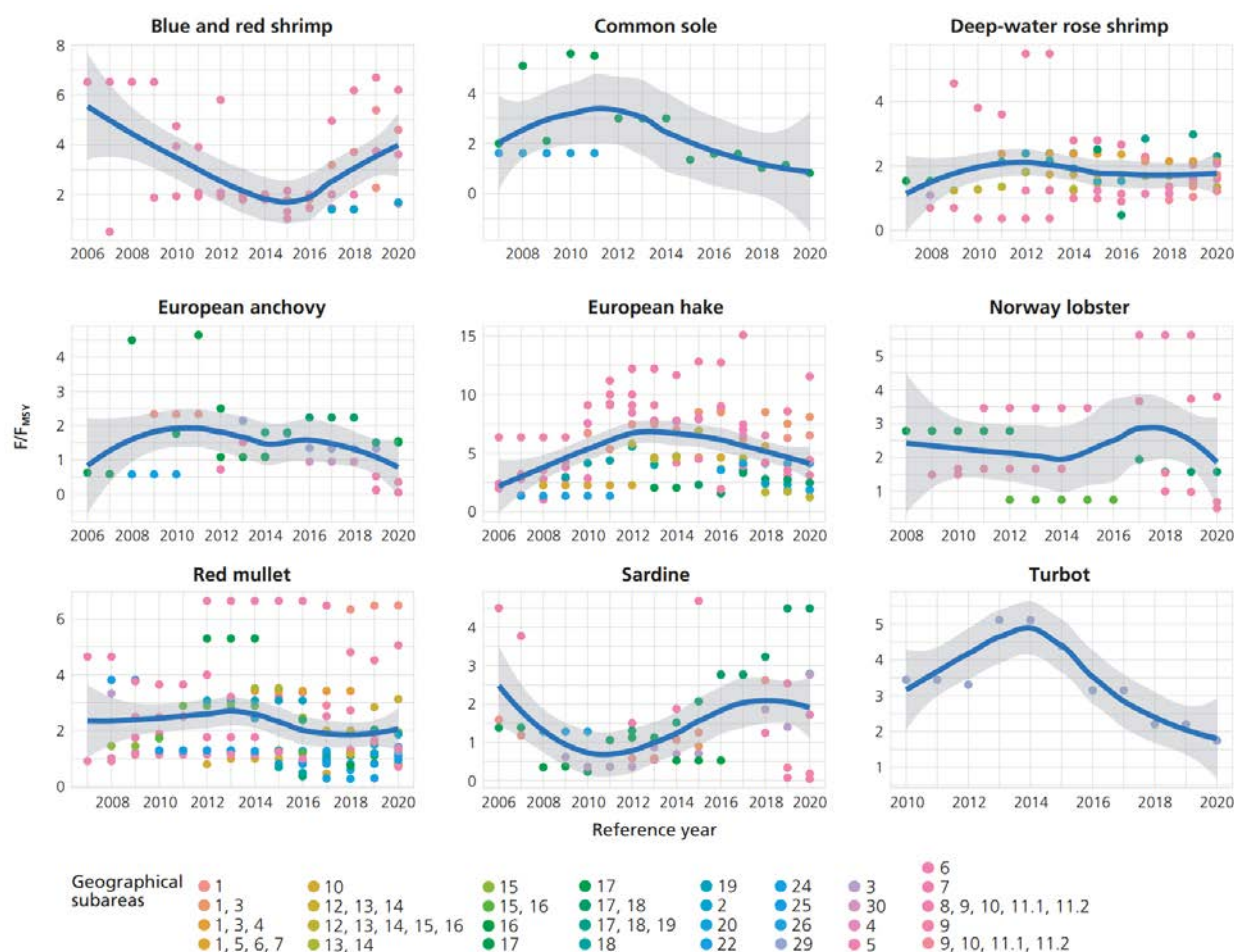 Blue and red shrimp
Common sole
Deep-water rose shrimp
8
6
4
2
2006 2008 2010 2012 2014 2016 2018 2020
4
2
0
2008 2010 2012 2014 2016 2018 2020
4
2
0
2008 2010 2012 2014 2016 2018 2020
European anchovy
European hake
Norway lobster
F/FMSY
4
3
2
1
0
2006 2008 2010 2012 2014 2016 2018 2020
15
10
5
0
2006 2008 2010 2012 2014 2016 2018 2020
5
4
3
2
1
2008 2010 2012 2014 2016 2018 2020
Red mullet
Sardine
Turbot
6
4
2
0
2008 2010 2012 2014 2016 2018 2020
4
3
2
1
0
2006 2008 2010 2012 2014 2016 2018 2020
5
4
3
2
1
2010 2012 2014 2016 2018 2020
Reference year
Geographical
subareas
1
1, 3
1, 3, 4
1, 5, 6, 7
10
12, 13, 14
12, 13, 14, 15, 16
13, 14
15
15, 16
16
17
17
17, 18
17, 18, 19
18
19
2
20
22
24
25
26
29
3
30
4
5
6
7
8, 9, 10, 11.1, 11.2
9
9, 10, 11.1, 11.2